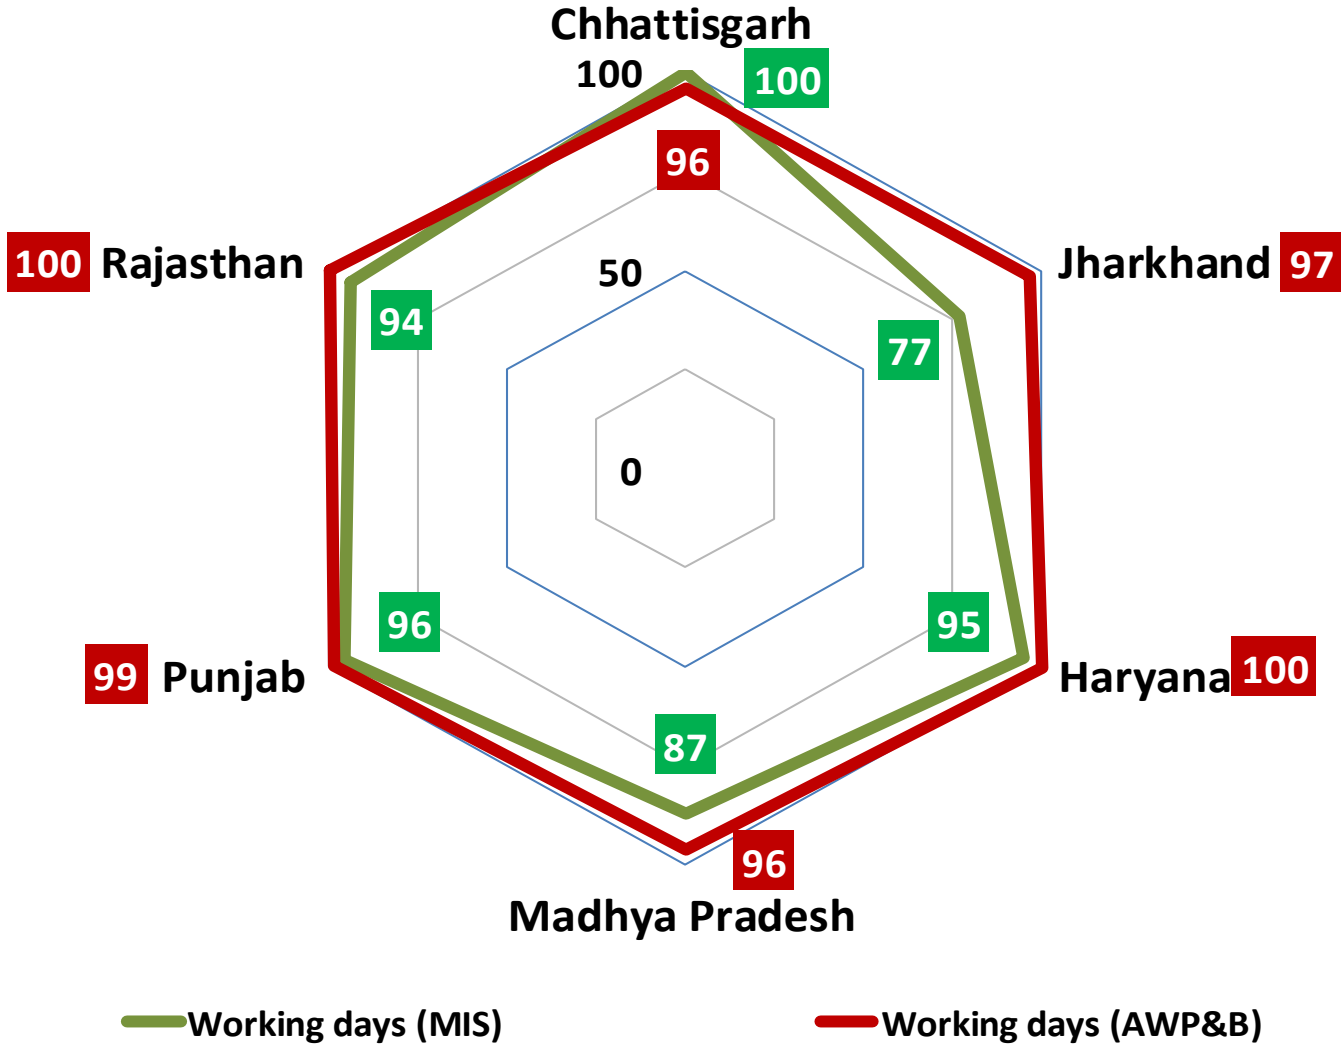 Chhattisgarh
100
100
96
100 Rajasthan
50
Jharkhand 97
94
77
0
96
95
99 Punjab
Haryana 100
87
96
Madhya Pradesh
Working days (MIS)
Working days (AWP&B)